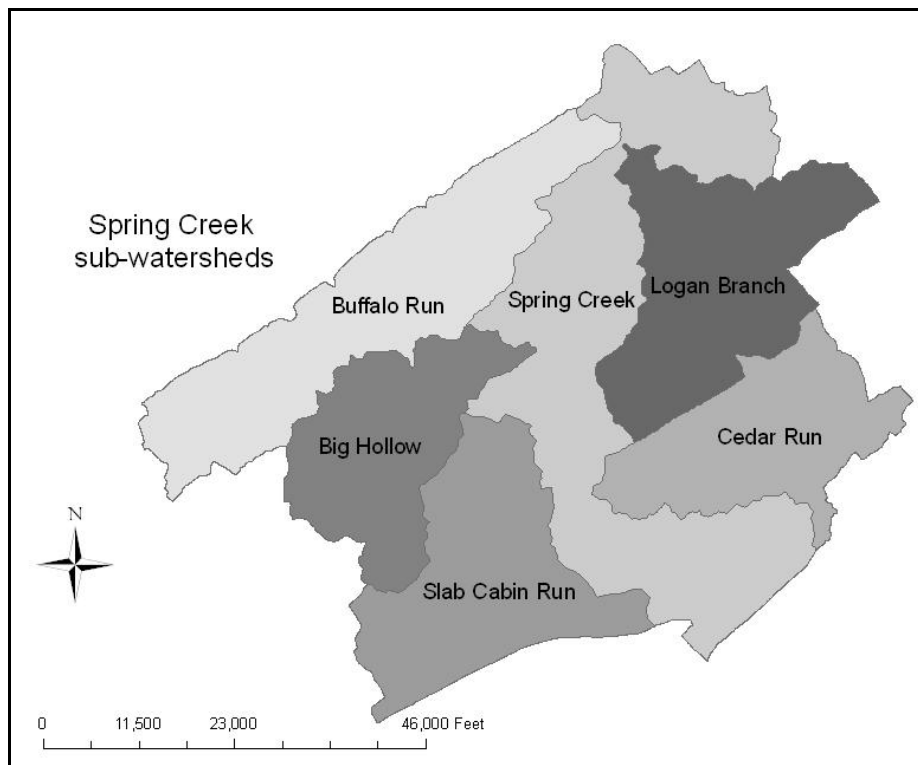 Spring Creek
sub-watersheds
Buffalo Run
Spring Creek
Logan Branch
Big Hollow
Cedar Run
Slab Cabin Run
N
0 11,500 23,000 46,000 Feet